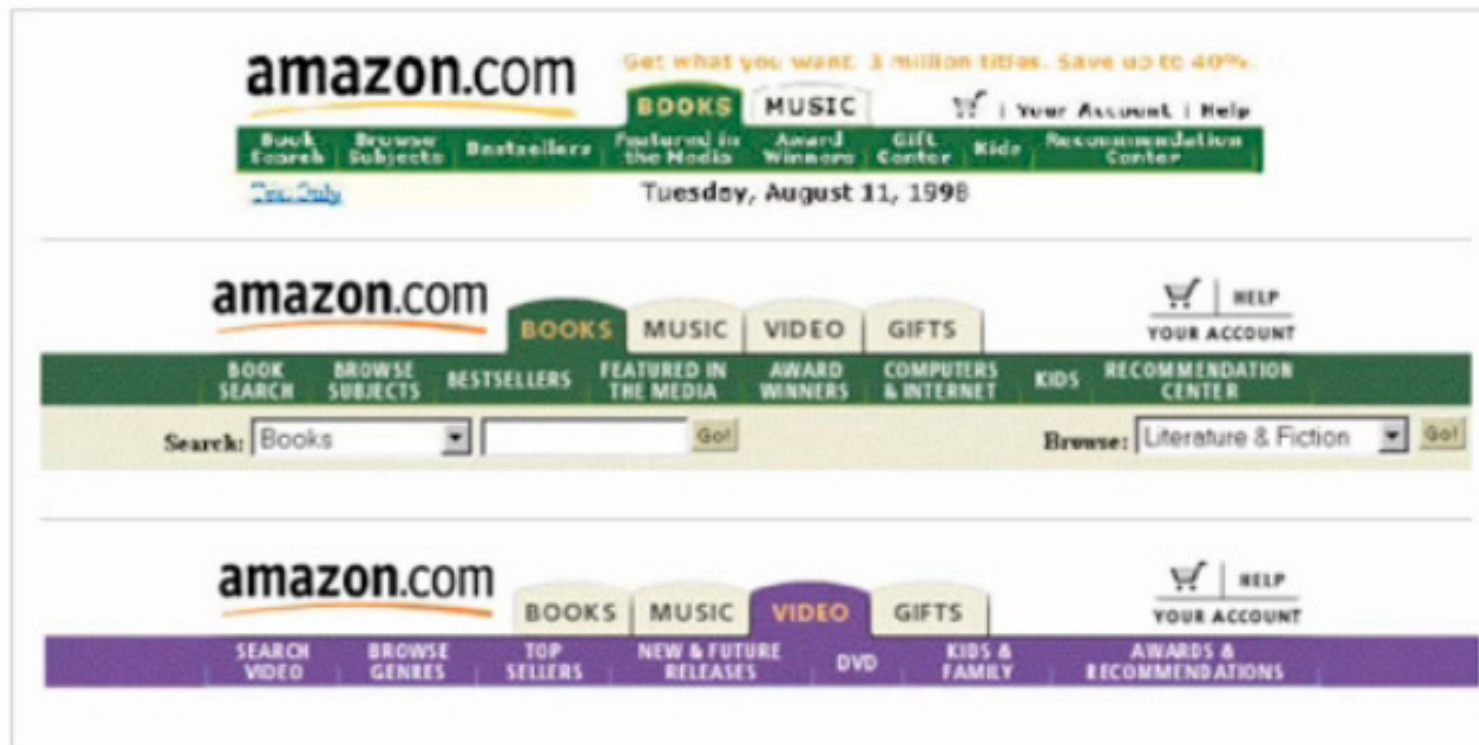 amazon.com
Get what you want. 3 million titles. Save up to 40%.
BOOKS MUSIC | Your Account | Help
Book Search Browse Subjects Bestsellers Featured in the Media Award Winners Gift Center Kids Recommendation Center
Text Only
Tuesday, August 11, 1998
amazon.com
BOOKS MUSIC VIDEO GIFTS
HELP
YOUR ACCOUNT
BOOK SEARCH BROWSE SUBJECTS BESTSELLERS FEATURED IN THE MEDIA AWARD WINNERS COMPUTERS & INTERNET KIDS RECOMMENDATION CENTER
Search: Books Go! Browse: Literature & Fiction Go!
amazon.com
BOOKS MUSIC VIDEO GIFTS
HELP
YOUR ACCOUNT
SEARCH VIDEO BROWSE GENRES TOP SELLERS NEW & FUTURE RELEASES DVD KIDS & FAMILY AWARDS & RECOMMENDATIONS